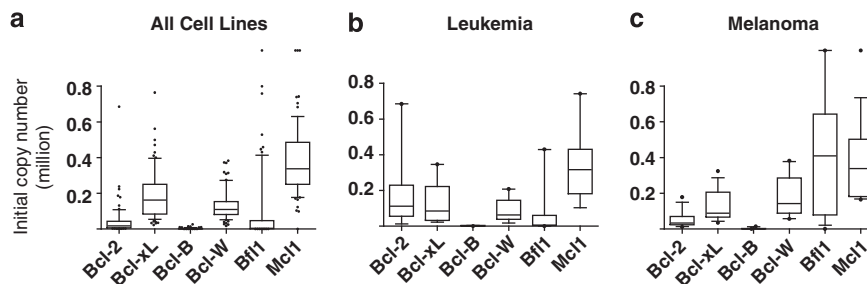 a
All Cell Lines
Initial copy number
(million)
0.8
0.6
0.4
0.2
Bcl-2
Bcl-xL
Bcl-B
Bcl-W
Bfl1
Mcl1
b
Leukemia
0.8
0.6
0.4
0.2
Bcl-2
Bcl-xL
Bcl-B
Bcl-W
Bfl1
Mcl1
c
Melanoma
0.8
0.6
0.4
0.2
Bcl-2
Bcl-xL
Bcl-B
Bcl-W
Bfl1
Mcl1